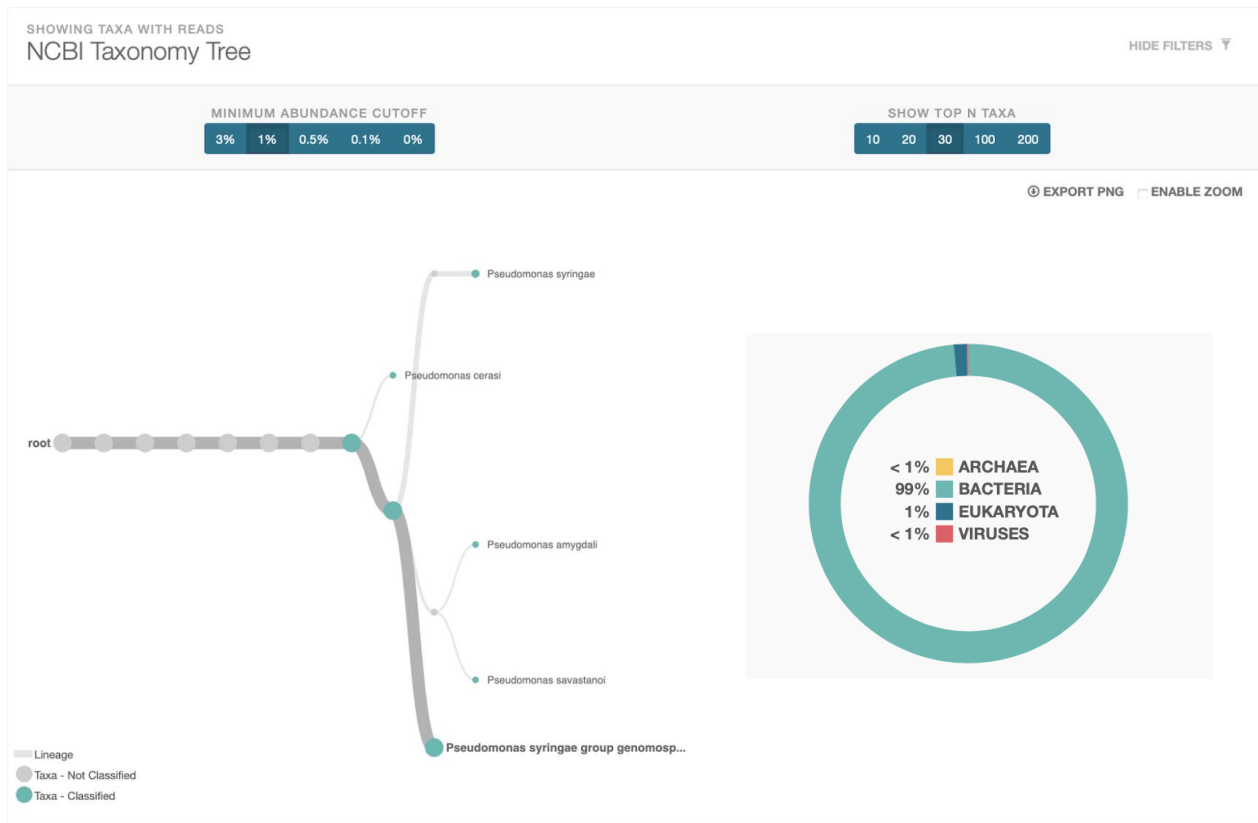 SHOWING TAXA WITH READS
NCBI Taxonomy Tree
HIDE FILTERS
MINIMUM ABUNDANCE CUTOFF
3% 1% 0.5% 0.1% 0%
SHOW TOP N TAXA
10 20 30 100 200
EXPORT PNG ENABLE ZOOM
Pseudomonas syringae
Pseudomonas cerasi
root
Pseudomonas amygdali
Pseudomonas savastanoi
Pseudomonas syringae group genomosp...
< 1% ARCHAEA
99% BACTERIA
1% EUKARYOTA
< 1% VIRUSES
Lineage
Taxa - Not Classified
Taxa - Classified